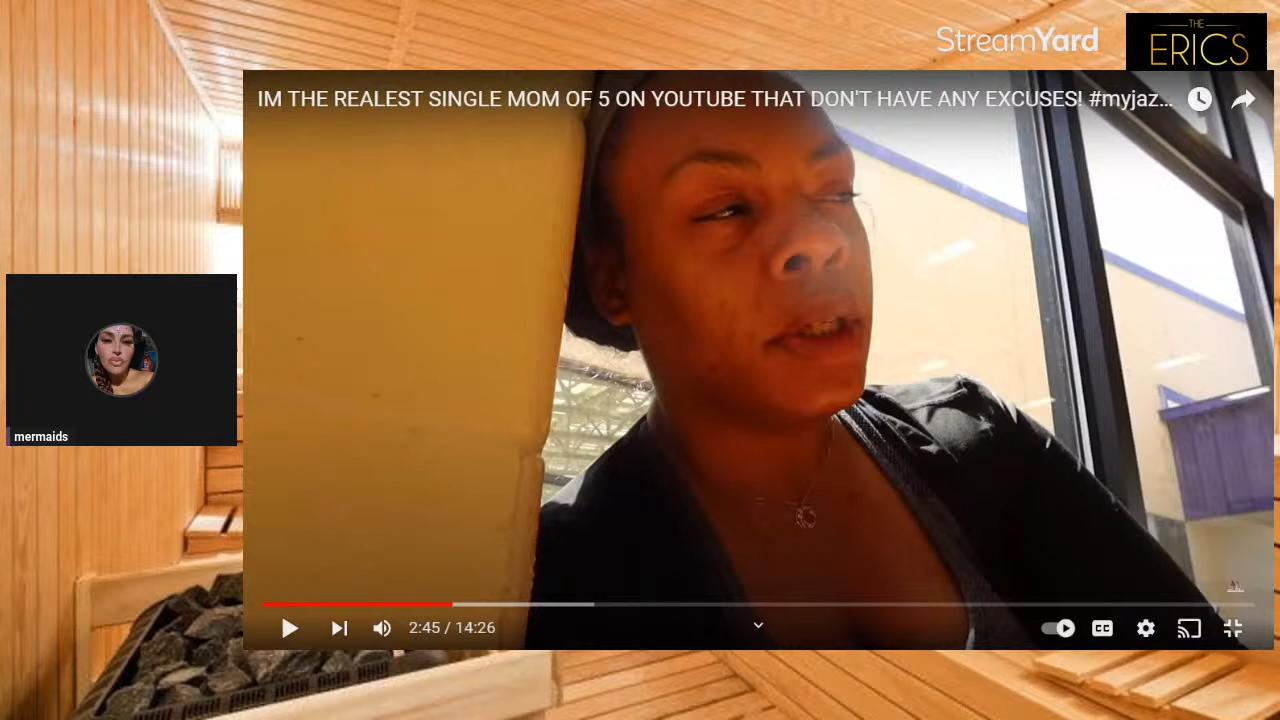 StreamYard
THE
ERICS
IM THE REALEST SINGLE MOM OF 5 ON YOUTUBE THAT DON'T HAVE ANY EXCUSES! #myjaz...
mermaids
2:45 / 14:26
CC